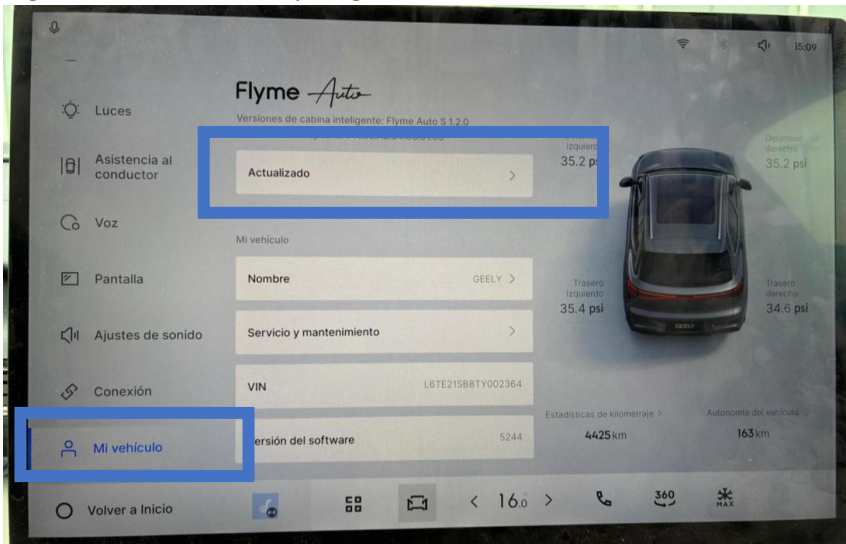 15:09
Flyme Auto
Versiones de cabina inteligente: Flyme Auto S 1.2.0
Actualizado
Luces
Asistencia al
conductor
Voz
Pantalla
Ajustes de sonido
Conexión
Mi vehículo
Volver a Inicio
Mi vehículo
Nombre GEELY
Servicio y mantenimiento
VIN L6TE21SB8TY002364
ersión del software 5244
izquierdo
35.2 p
Delantero
derecho
35.2 psi
Trasero
izquierdo
35.4 psi
Trasero
derecho
34.6 psi
GEELY
Estadísticas de kilometraje
4425 km
Autonomía del vehículo
163 km
16.0
360
MAX